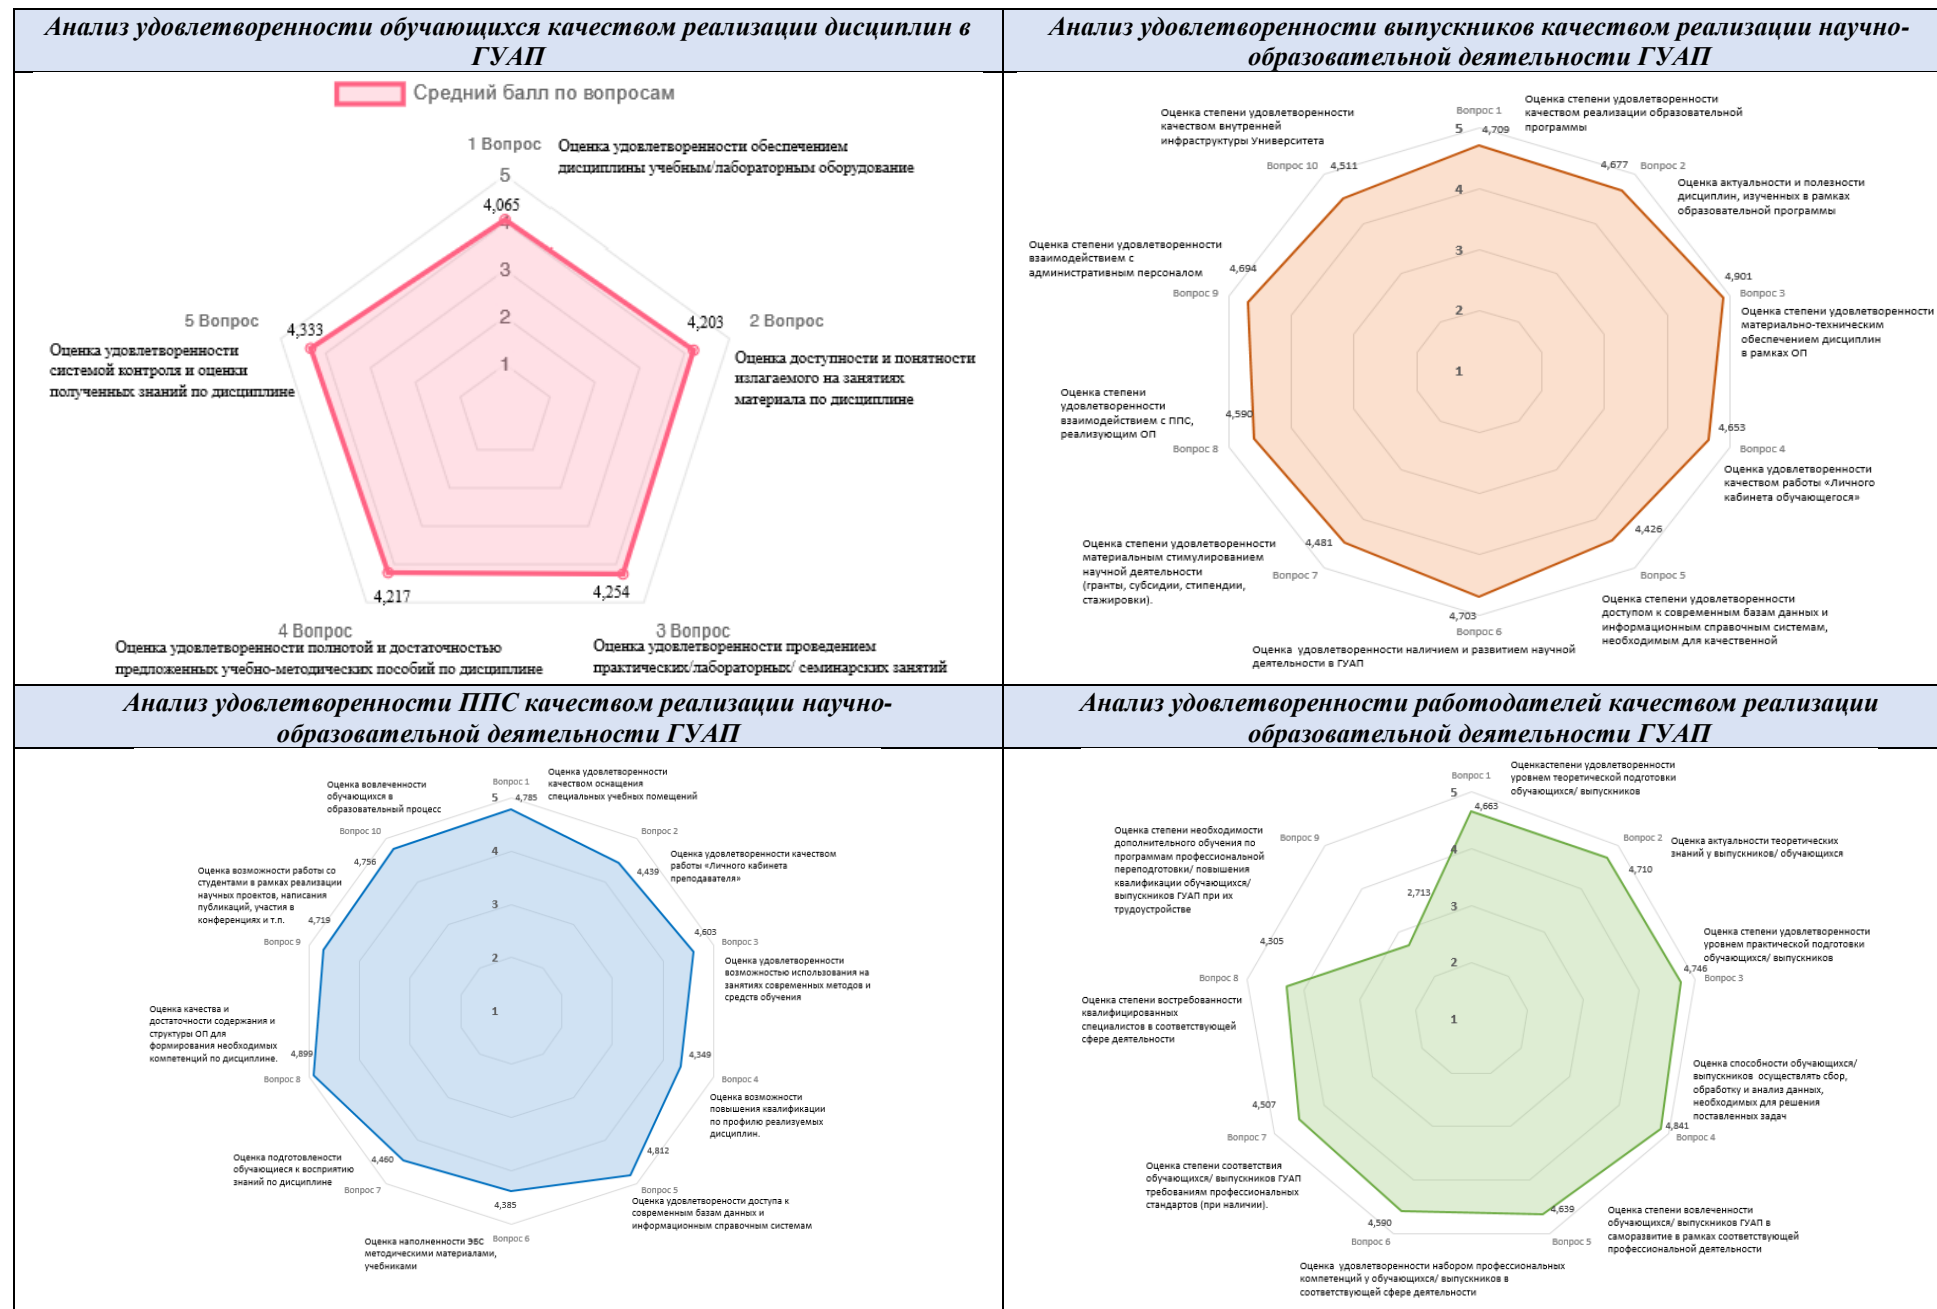 Анализ удовлетворенности обучающихся качеством реализации дисциплин в
ГУАП
Средний балл по вопросам
1 Вопрос
Оценка удовлетворенности обеспечением
дисциплины учебным/лабораторным оборудование
5
4,065
4
3
2
1
4,203
2 Вопрос
Оценка доступности и понятности
излагаемого на занятиях
материала по дисциплине
5 Вопрос
4,333
Оценка удовлетворенности
системой контроля и оценки
полученных знаний по дисциплине
4,217
4,254
4 Вопрос
Оценка удовлетворенности полнотой и достаточностью
предложенных учебно-методических пособий по дисциплине
3 Вопрос
Оценка удовлетворенности проведением
практических/лабораторных/ семинарских занятий
Анализ удовлетворенности выпускников качеством реализации научно-
образовательной деятельности ГУАП
Вопрос 1
Оценка степени удовлетворенности
качеством реализации образовательной
программы
5
4,709
4
3
2
1
4,677
Вопрос 2
Оценка актуальности и полезности
дисциплин, изученных в рамках
образовательной программы
4,901
Вопрос 3
Оценка степени удовлетворенности
материально-техническим
обеспечением дисциплин
в рамках ОП
4,653
Вопрос 4
Оценка удовлетворенности
качеством работы «Личного
кабинета обучающегося»
4,426
Вопрос 5
Оценка степени удовлетворенности
доступом к современным базам данных и
информационным справочным системам,
необходимым для качественной
4,703
Вопрос 6
Оценка  удовлетворенности наличием и развитием научной
деятельности в ГУАП
4,481
Вопрос 7
Оценка степени удовлетворенности
материальным стимулированием
научной деятельности
(гранты, субсидии, стипендии,
стажировки).
4,590
Вопрос 8
Оценка степени
удовлетворенности
взаимодействием с ППС,
реализующим ОП
4,694
Вопрос 9
Оценка степени удовлетворенности
взаимодействием с
административным персоналом
4,511
Вопрос 10
Оценка степени удовлетворенности
качеством внутренней
инфраструктуры Университета
Анализ удовлетворенности ППС качеством реализации научно-
образовательной деятельности ГУАП
Вопрос 1
Оценка удовлетворенности
качеством оснащения
специальных учебных помещений
5
4,785
4
3
2
1
Вопрос 2
4,439
Оценка удовлетворенности качеством
работы «Личного кабинета
преподавателя»
4,603
Вопрос 3
Оценка удовлетворенности
возможностью использования на
занятиях современных методов и
средств обучения
4,349
Вопрос 4
Оценка возможности
повышения квалификации
по профилю реализуемых
дисциплин.
4,812
Вопрос 5
Оценка удовлетворености доступа к
современным базам данных и
информационным справочным системам
4,385
Вопрос 6
Оценка наполненности ЭБС
методическими материалами,
учебниками
4,460
Вопрос 7
Оценка подготовлености
обучающиеся к восприятию
знаний по дисциплине
4,899
Вопрос 8
Оценка качества и
достаточности содержания и
структуры ОП для
формирования необходимых
компетенций по дисциплине.
4,719
Вопрос 9
Оценка возможности работы со
студентами в рамках реализации
научных проектов, написания
публикаций, участия в
конференциях и т.п.
4,756
Вопрос 10
Оценка вовлеченности
обучающихся в
образовательный процесс
Анализ удовлетворенности работодателей качеством реализации
образовательной деятельности ГУАП
Вопрос 1
Оценкастепени удовлетворенности
уровнем теоретической подготовки
обучающихся/ выпускников
5
4,663
4
3
2
1
Вопрос 2
4,710
Оценка актуальности теоретических
знаний у выпускников/ обучающихся
Оценка степени удовлетворенности
уровнем практической подготовки
обучающихся/ выпускников
4,746
Вопрос 3
Оценка способности обучающихся/
выпускников  осуществлять сбор,
обработку и анализ данных,
необходимых для решения
поставленных задач
4,841
Вопрос 4
4,639
Вопрос 5
Оценка степени вовлеченности
обучающихся/ выпускников ГУАП в
саморазвитие в рамках соответствующей
профессиональной деятельности
4,590
Вопрос 6
Оценка  удовлетворенности набором профессиональных
компетенций у обучающихся/ выпускников в
соответствующей сфере деятельности
4,507
Вопрос 7
Оценка степени соответствия
обучающихся/ выпускников ГУАП
требованиям профессиональных
стандартов (при наличии).
4,305
Вопрос 8
Оценка степени востребованности
квалифицированных
специалистов в соответствующей
сфере деятельности
2,713
Вопрос 9
Оценка степени необходимости
дополнительного обучения по
программам профессиональной
переподготовки/ повышения
квалификации обучающихся/
выпускников ГУАП при их
трудоустройстве